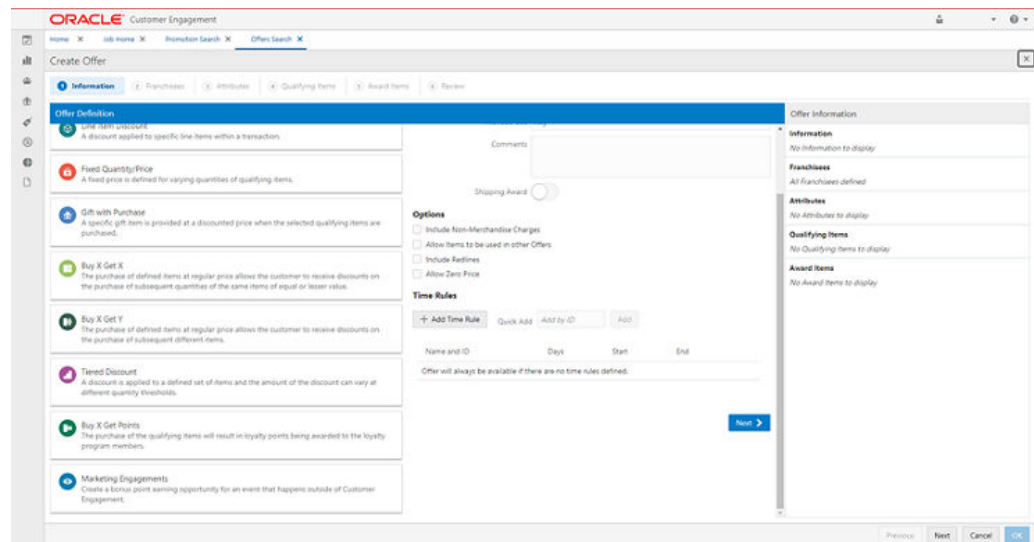 ORACLE Customer Engagement
Home X Job Home X Promotion Search X Offers Search X
Create Offer
1 Information 2 Franchisees 3 Attributes 4 Qualifying Items 5 Award Items 6 Review
Offer Definition
Line Item Discount
A discount applied to specific line items within a transaction.
Fixed Quantity/Price
A fixed price is defined for varying quantities of qualifying items.
Gift with Purchase
A specific gift item is provided at a discounted price when the selected qualifying items are
purchased.
Buy X Get X
The purchase of defined items at regular price allows the customer to receive discounts on
the purchase of subsequent quantities of the same items of equal or lesser value.
Buy X Get Y
The purchase of defined items at regular price allows the customer to receive discounts on
the purchase of subsequent different items.
Tiered Discount
A discount is applied to a defined set of items and the amount of the discount can vary at
different quantity thresholds.
Buy X Get Points
The purchase of the qualifying items will result in loyalty points being awarded to the loyalty
program members.
Marketing Engagements
Create a bonus point earning opportunity for an event that happens outside of Customer
Engagement.
Comments
Shipping Award
Options
Include Non-Merchandise Charges
Allow Items to be used in other Offers
Include Redlines
Allow Zero Price
Time Rules
+ Add Time Rule Quick Add Add by ID Add
Name and ID Days Start End
Offer will always be available if there are no time rules defined.
Next
Offer Information
Information
No Information to display
Franchisees
All Franchisees defined
Attributes
No Attributes to display
Qualifying Items
No Qualifying Items to display
Award Items
No Award Items to display
Previous Next Cancel OK